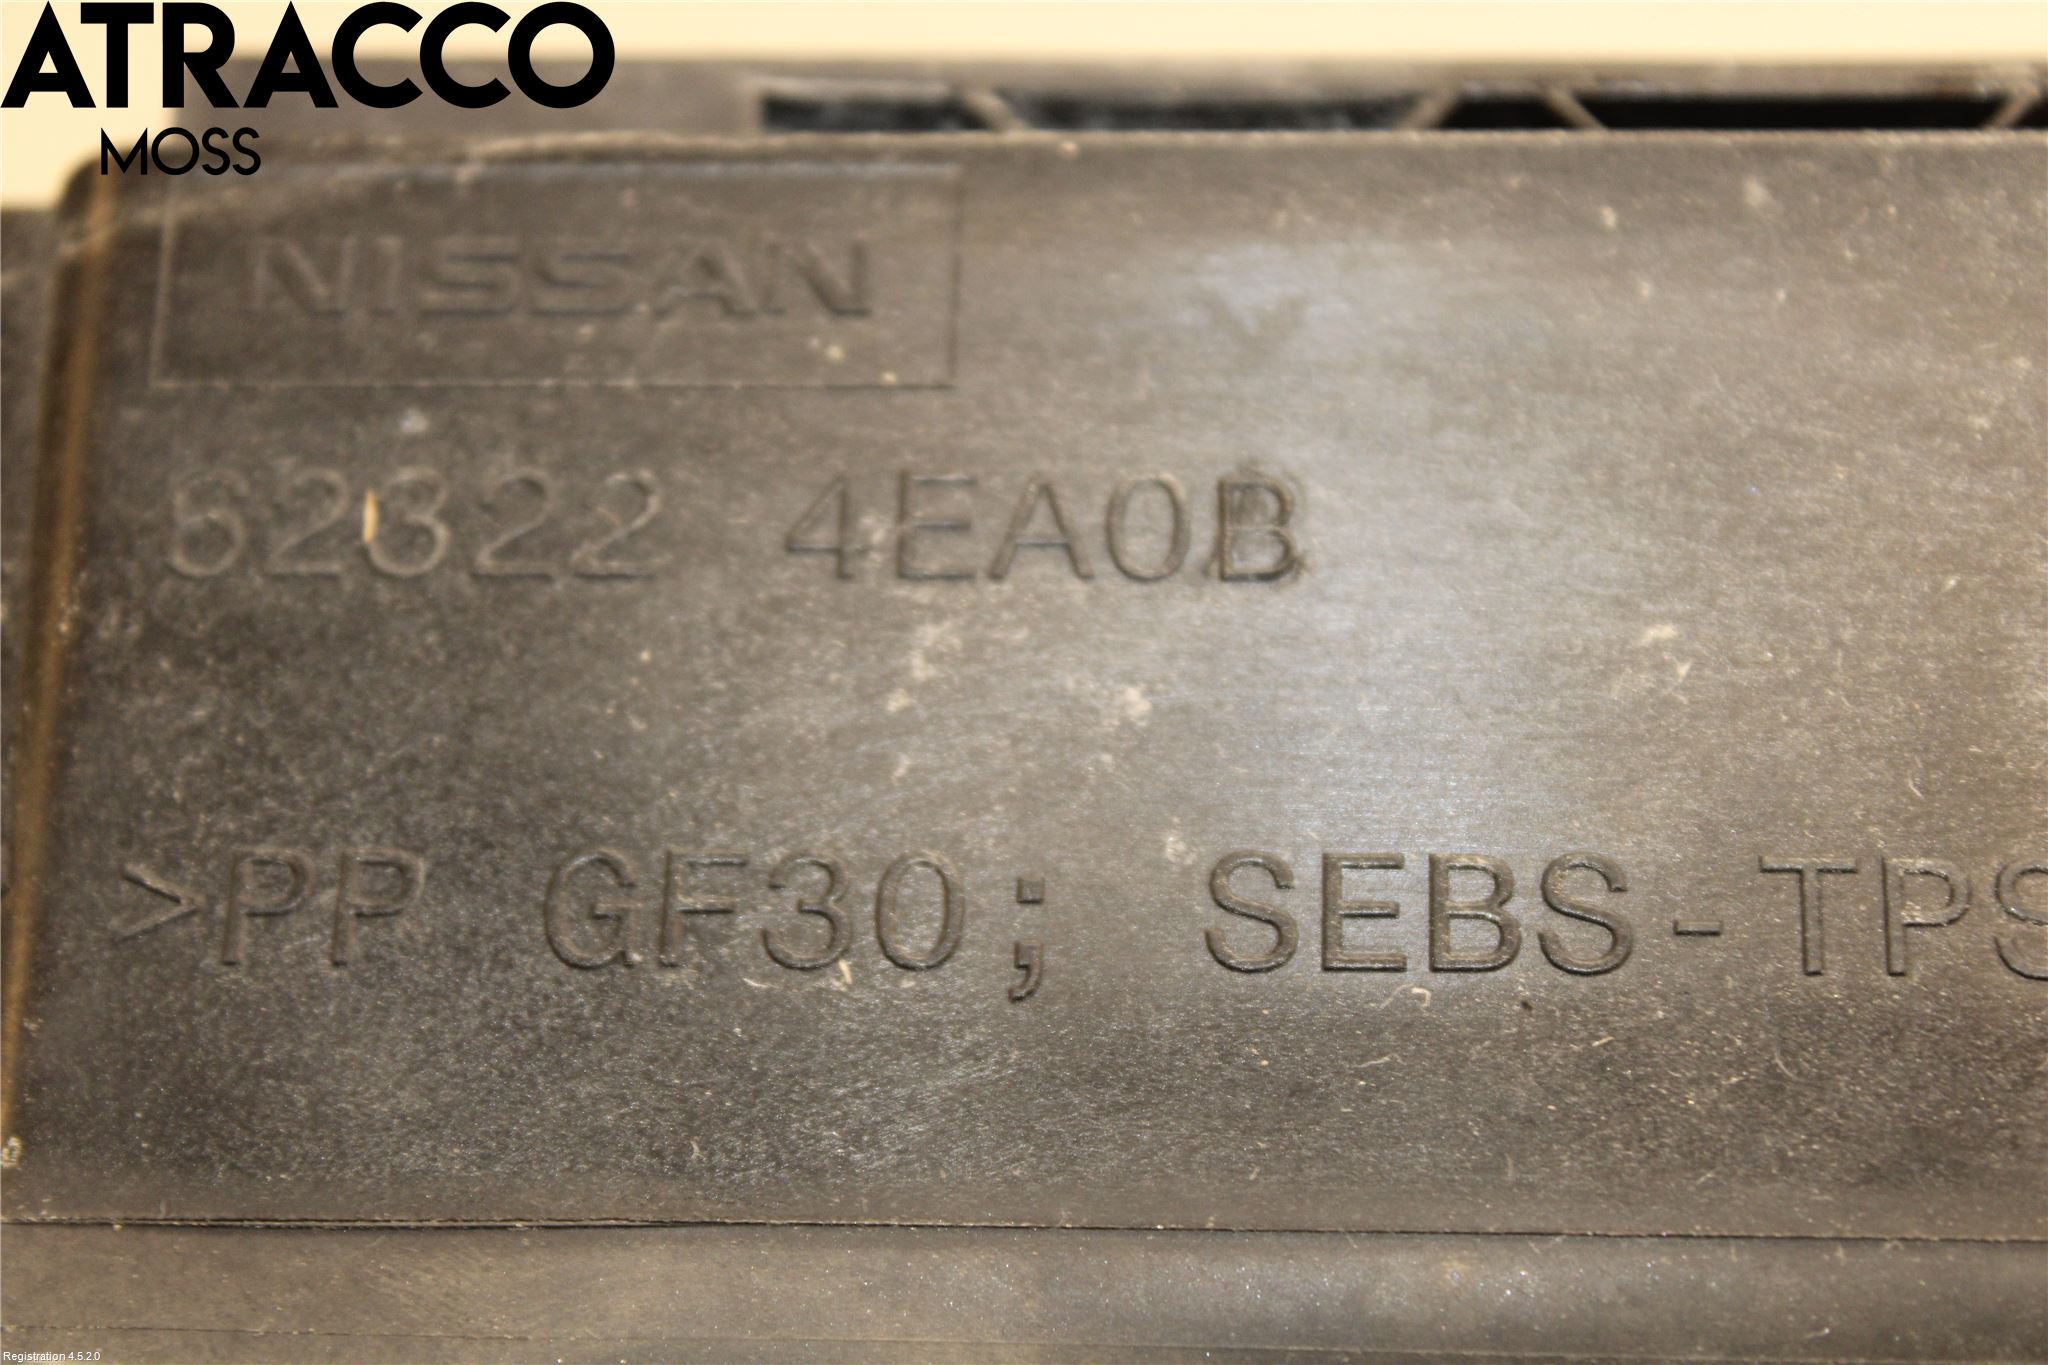 ATRACCO
MOSS
NISSAN
62322 4EA0B
>PP GF30; SEBS-TPS
Registration 4.5.2.0